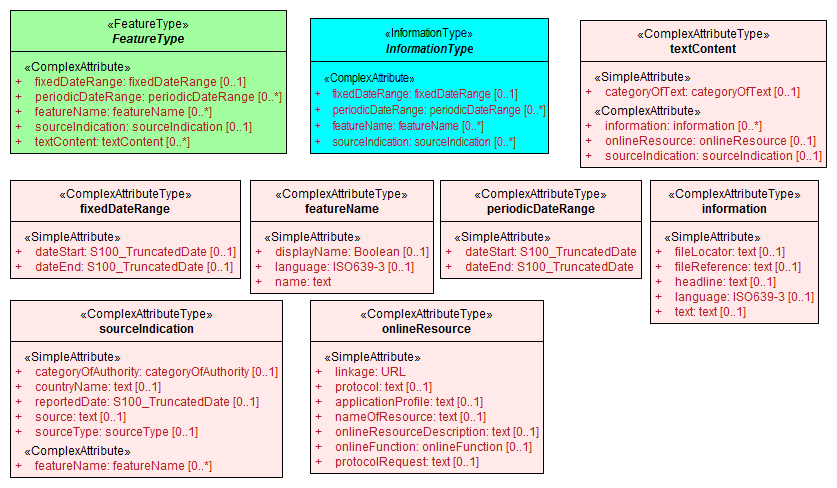 «FeatureType»
FeatureType
«ComplexAttribute»
+ fixedDateRange: fixedDateRange [0..1]
+ periodicDateRange: periodicDateRange [0..*]
+ featureName: featureName [0..*]
+ sourceIndication: sourceIndication [0..1]
+ textContent: textContent [0..*]
«InformationType»
InformationType
«ComplexAttribute»
+ fixedDateRange: fixedDateRange [0..1]
+ periodicDateRange: periodicDateRange [0..*]
+ featureName: featureName [0..*]
+ sourceIndication: sourceIndication [0..*]
«ComplexAttributeType»
textContent
«SimpleAttribute»
+ categoryOfText: categoryOfText [0..1]
«ComplexAttribute»
+ information: information [0..*]
+ onlineResource: onlineResource [0..1]
+ sourceIndication: sourceIndication [0..1]
«ComplexAttributeType»
fixedDateRange
«SimpleAttribute»
+ dateStart: S100_TruncatedDate [0..1]
+ dateEnd: S100_TruncatedDate [0..1]
«ComplexAttributeType»
featureName
«SimpleAttribute»
+ displayName: Boolean [0..1]
+ language: ISO639-3 [0..1]
+ name: text
«ComplexAttributeType»
periodicDateRange
«SimpleAttribute»
+ dateStart: S100_TruncatedDate
+ dateEnd: S100_TruncatedDate
«ComplexAttributeType»
information
«SimpleAttribute»
+ fileLocator: text [0..1]
+ fileReference: text [0..1]
+ headline: text [0..1]
+ language: ISO639-3 [0..1]
+ text: text [0..1]
«ComplexAttributeType»
sourceIndication
«SimpleAttribute»
+ categoryOfAuthority: categoryOfAuthority [0..1]
+ countryName: text [0..1]
+ reportedDate: S100_TruncatedDate [0..1]
+ source: text [0..1]
+ sourceType: sourceType [0..1]
«ComplexAttribute»
+ featureName: featureName [0..*]
«ComplexAttributeType»
onlineResource
«SimpleAttribute»
+ linkage: URL
+ protocol: text [0..1]
+ applicationProfile: text [0..1]
+ nameOfResource: text [0..1]
+ onlineResourceDescription: text [0..1]
+ onlineFunction: onlineFunction [0..1]
+ protocolRequest: text [0..1]